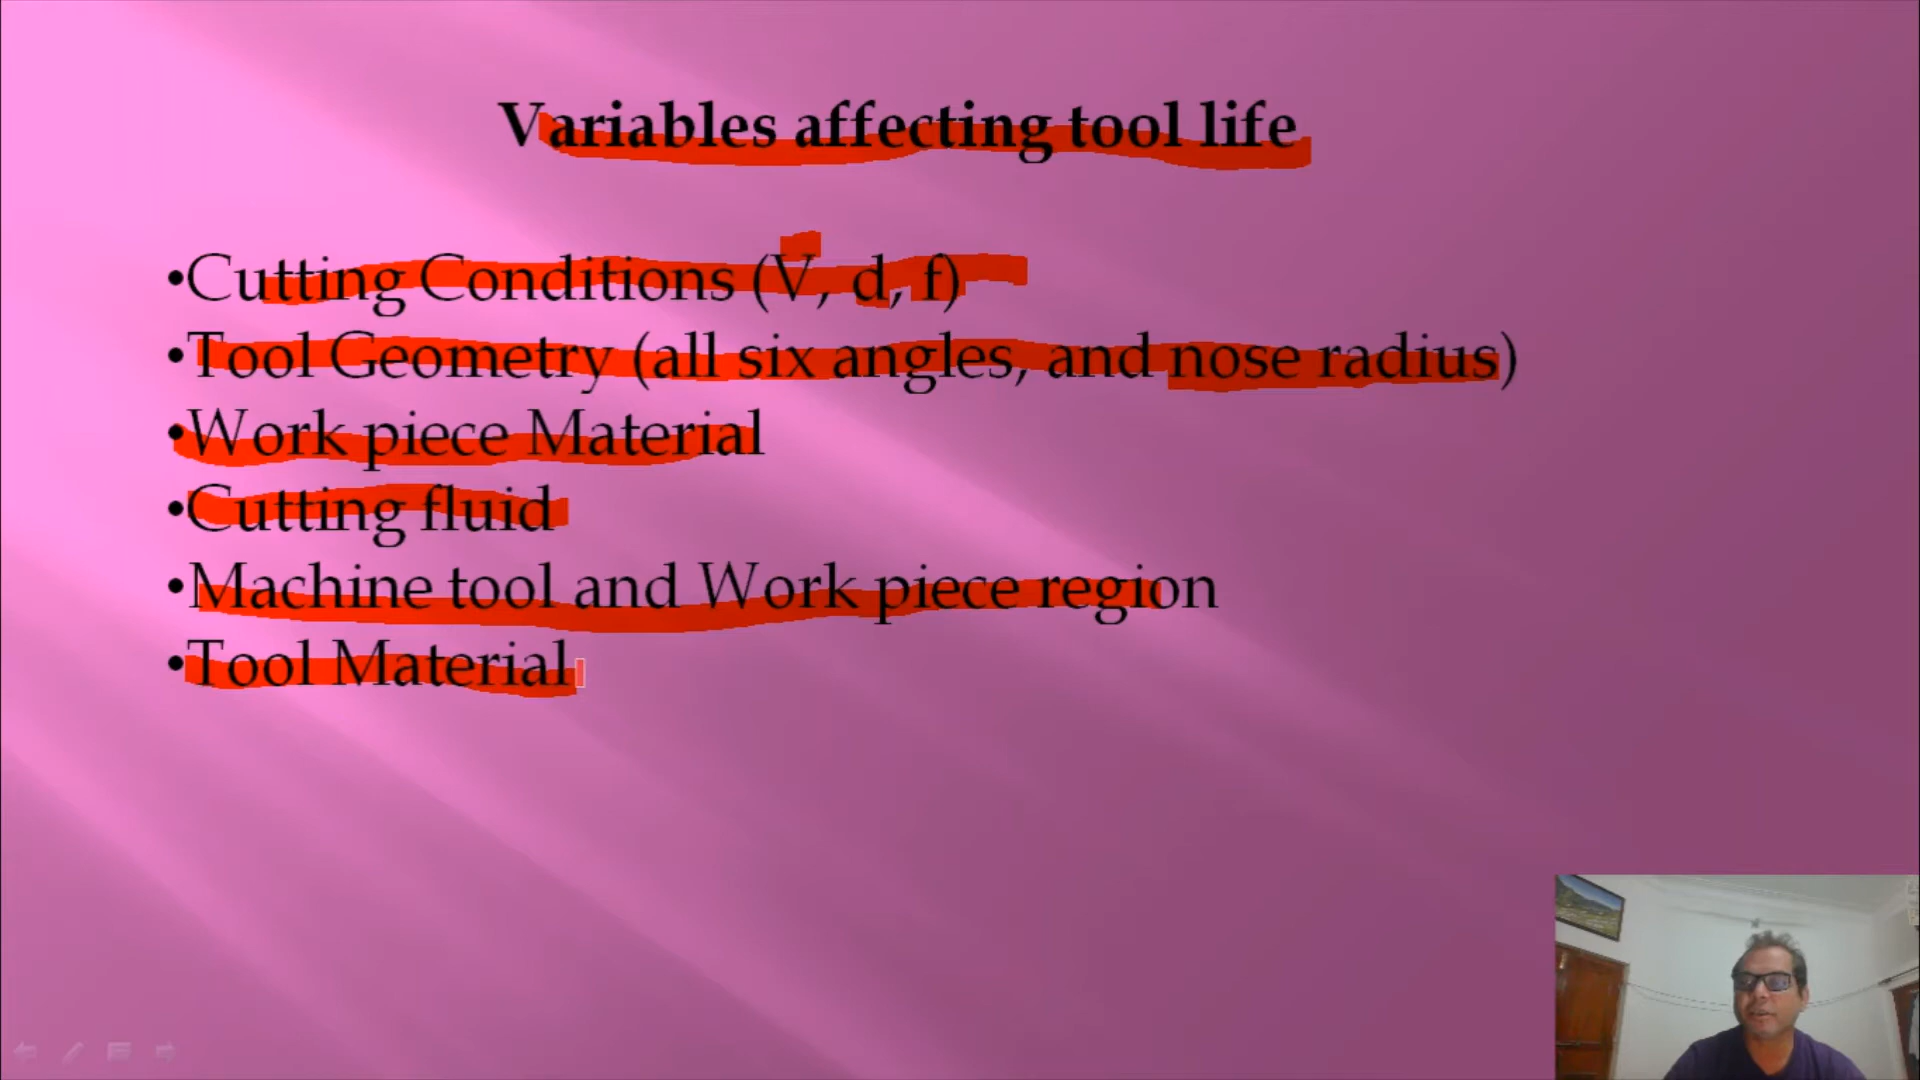 Variables affecting tool life
•Cutting Conditions (V, d, f)
•Tool Geometry (all six angles, and nose radius)
•Work piece Material
•Cutting fluid
•Machine tool and Work piece region
•Tool Material